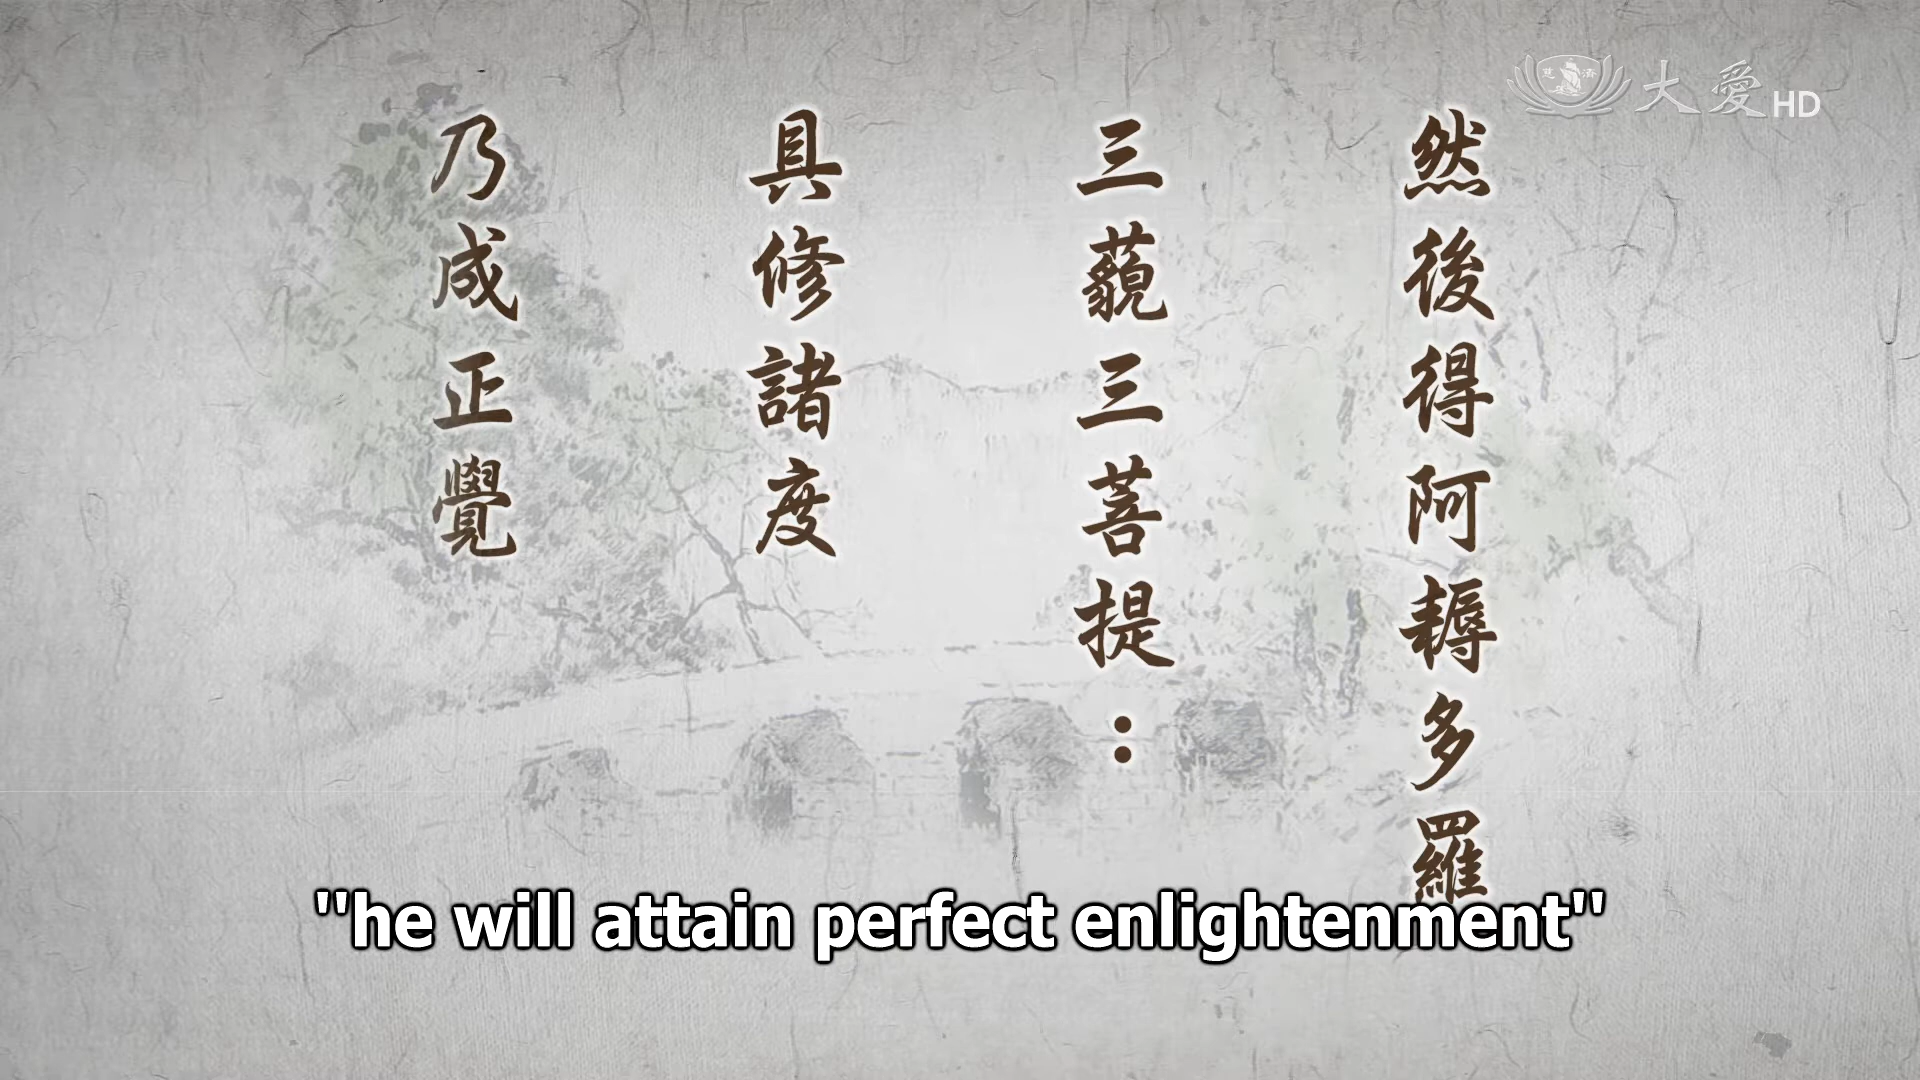 大愛HD
然後得阿耨多羅
三藐三菩提：
具修諸度
乃成正覺
"he will attain perfect enlightenment"